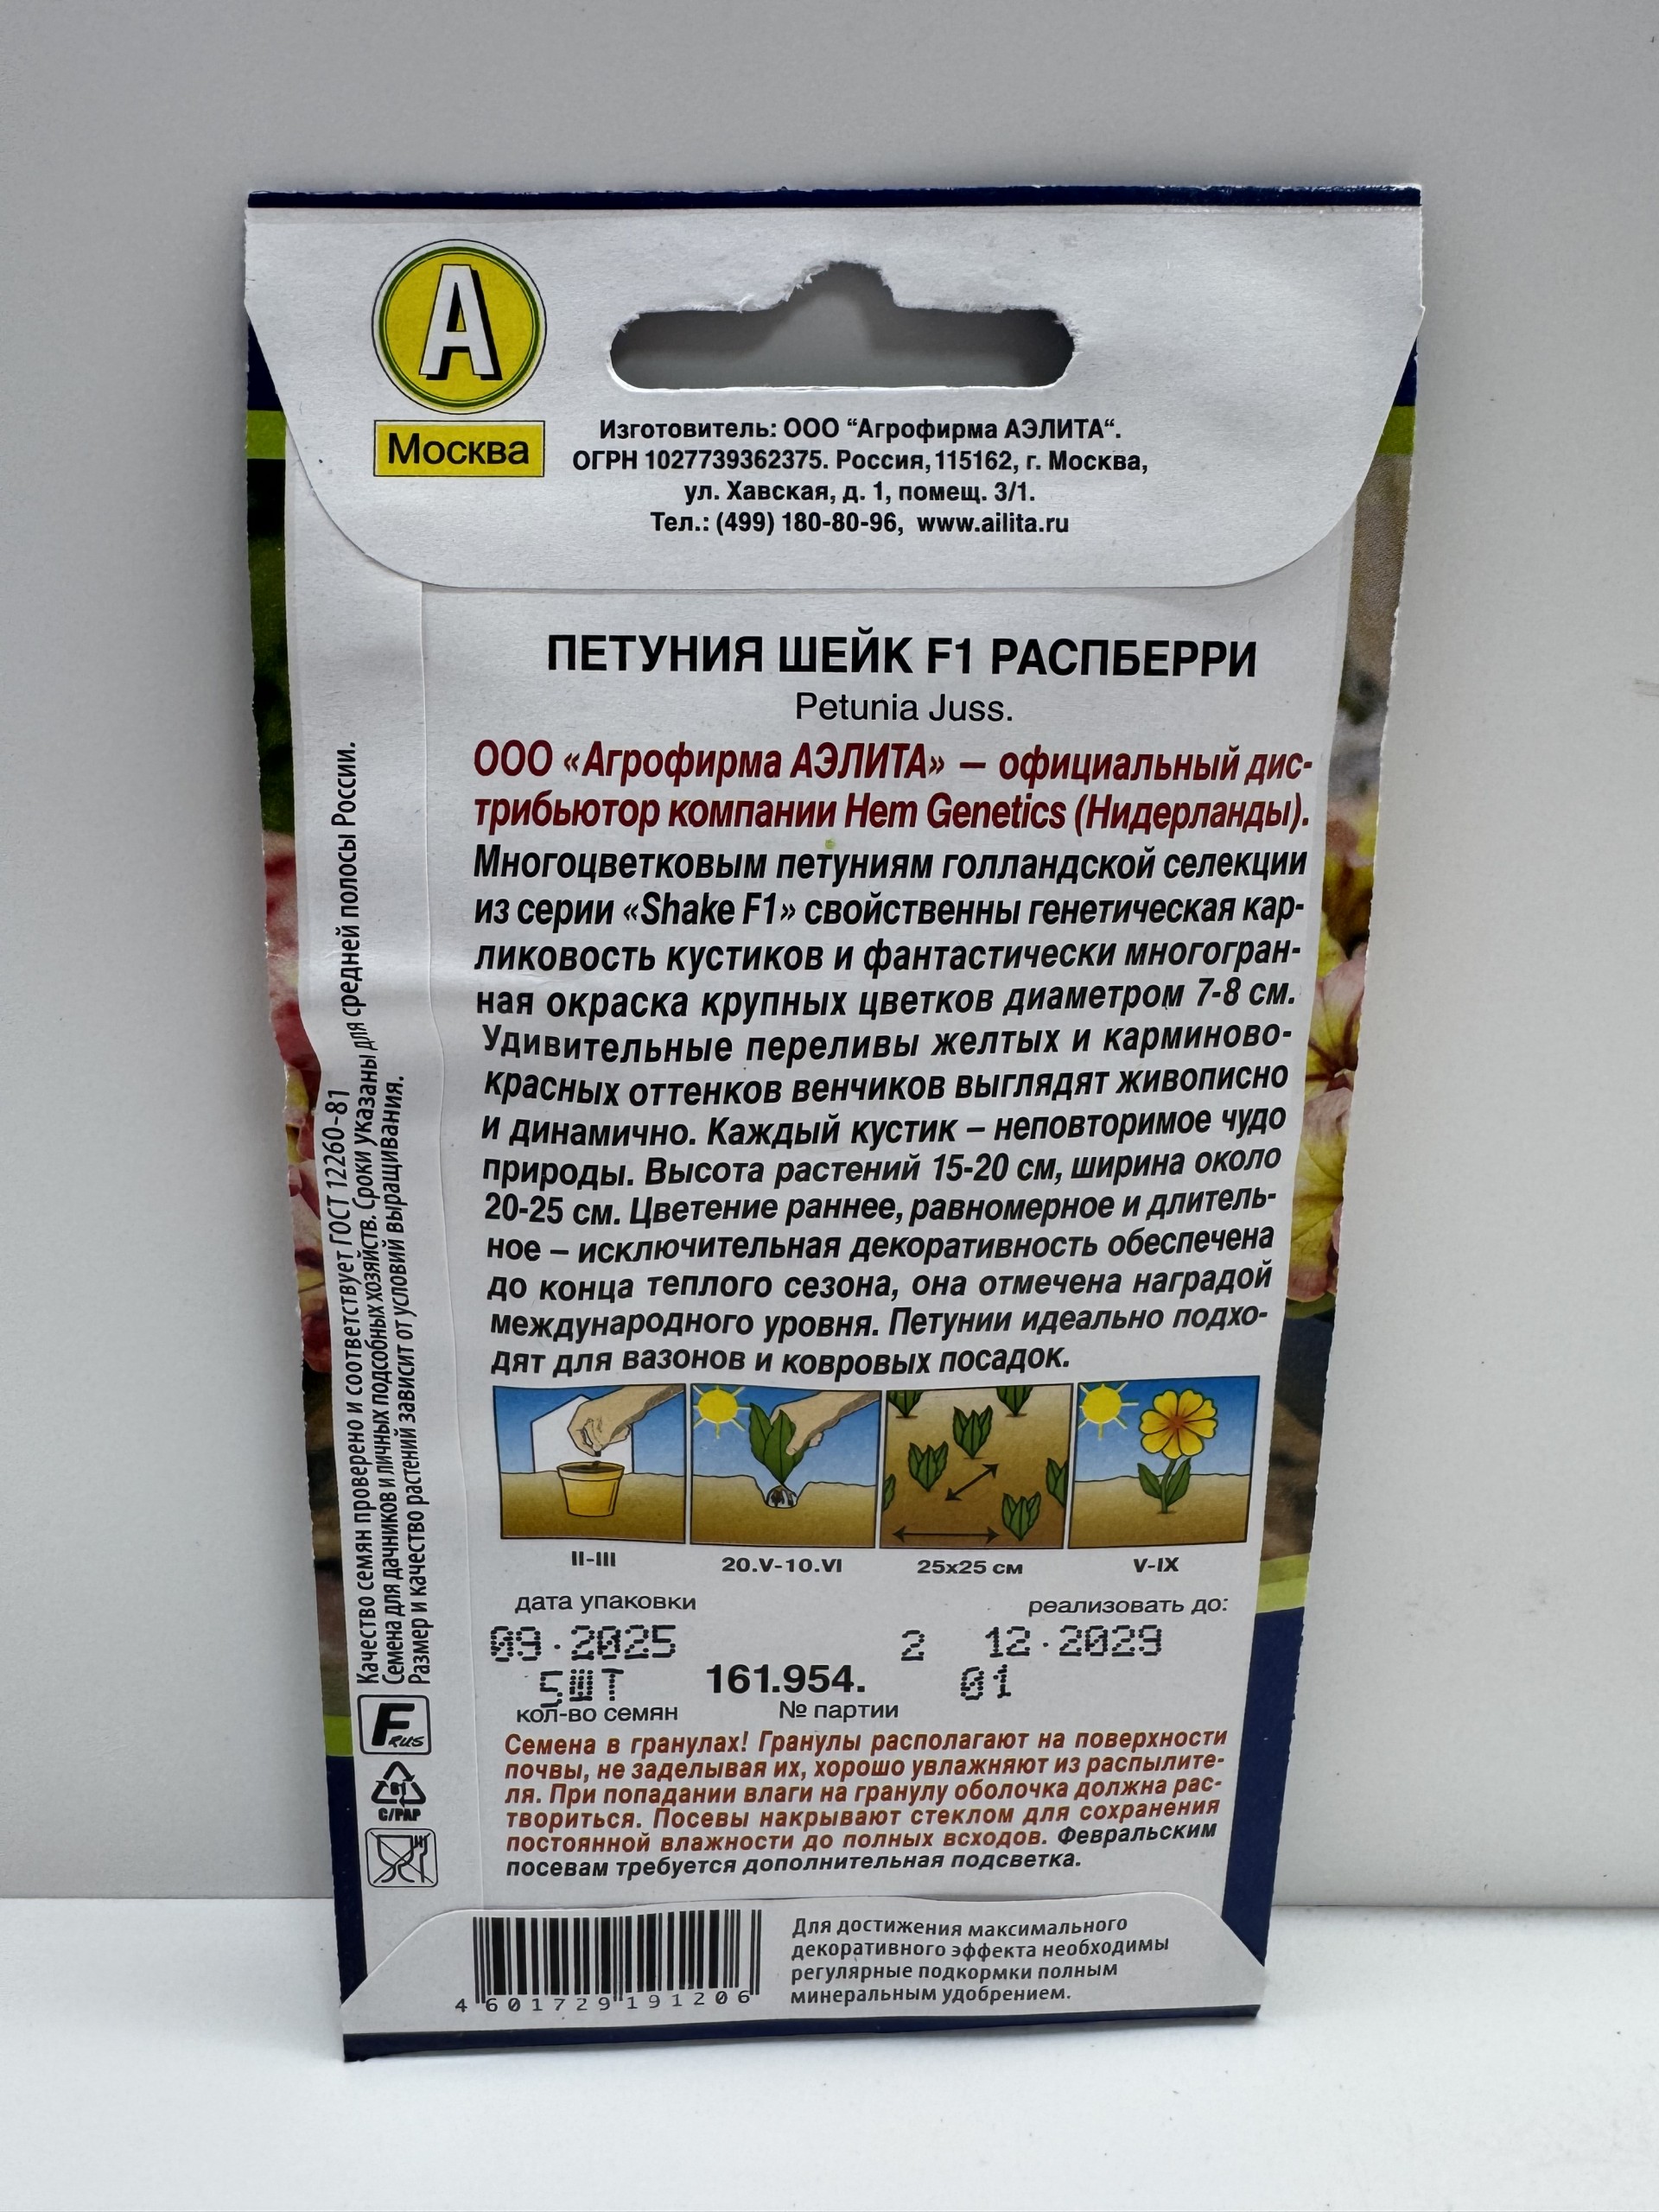 А
Москва
Изготовитель: ООО “Агрофирма АЭЛИТА“.
ОГРН 1027739362375. Россия, 115162, г. Москва,
ул. Хавская, д. 1, помещ. 3/1.
Тел.: (499) 180-80-96, www.ailita.ru
ПЕТУНИЯ ШЕЙК F1 РАСПБЕРРИ
Petunia Juss.
ООО «Агрофирма АЭЛИТА» — официальный дис-
трибьютор компании Hem Genetics (Нидерланды).
Многоцветковым петуниям голландской селекции
из серии «Shake F1» свойственны генетическая кар-
ликовость кустиков и фантастически многогран-
ная окраска крупных цветков диаметром 7-8 см.
Удивительные переливы желтых и карминово-
красных оттенков венчиков выглядят живописно
и динамично. Каждый кустик – неповторимое чудо
природы. Высота растений 15-20 см, ширина около
20-25 см. Цветение раннее, равномерное и длитель-
ное – исключительная декоративность обеспечена
до конца теплого сезона, она отмечена наградой
международного уровня. Петунии идеально подхо-
дят для вазонов и ковровых посадок.
II-III
20.V-10.VI
25x25 см
V-IX
дата упаковки
реализовать до:
09.2025
2
12.2029
5ШТ
161.954.
01
кол-во семян
№ партии
Семена в гранулах! Гранулы располагают на поверхности
почвы, не заделывая их, хорошо увлажняют из распылите-
ля. При попадании влаги на гранулу оболочка должна рас-
твориться. Посевы накрывают стеклом для сохранения
постоянной влажности до полных всходов. Февральским
посевам требуется дополнительная подсветка.
Качество семян проверено и соответствует ГОСТ 12260-81
Семена для дачников и личных подсобных хозяйств. Сроки указаны для средней полосы России.
Размер и качество растений зависит от условий выращивания.
F RUS
81
C/PAP
4 601729 191206
Для достижения максимального
декоративного эффекта необходимы
регулярные подкормки полным
минеральным удобрением.